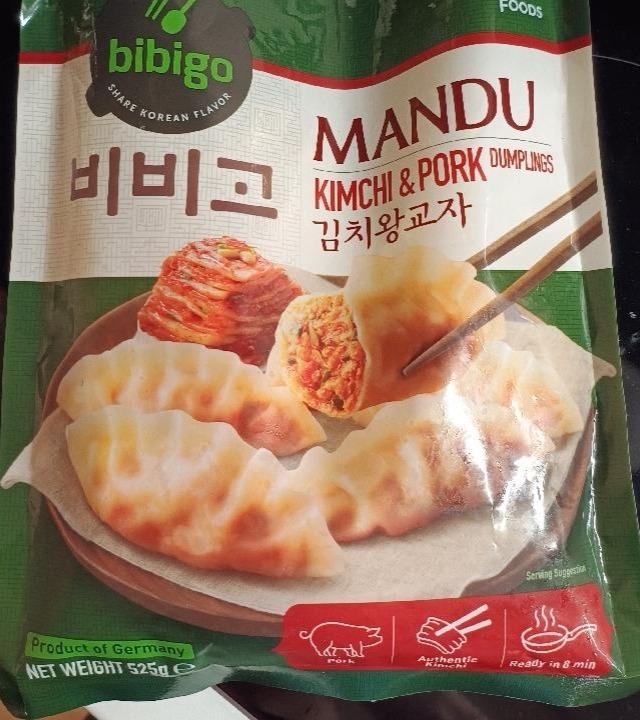 FOODS
bibigo
SHARE KOREAN FLAVOR
비비고
MANDU
KIMCHI & PORK DUMPLINGS
김치왕교자
Serving Suggestion
Product of Germany
NET WEIGHT 525g ℮
Pork
Authentic
Kimchi
Ready in 8 min